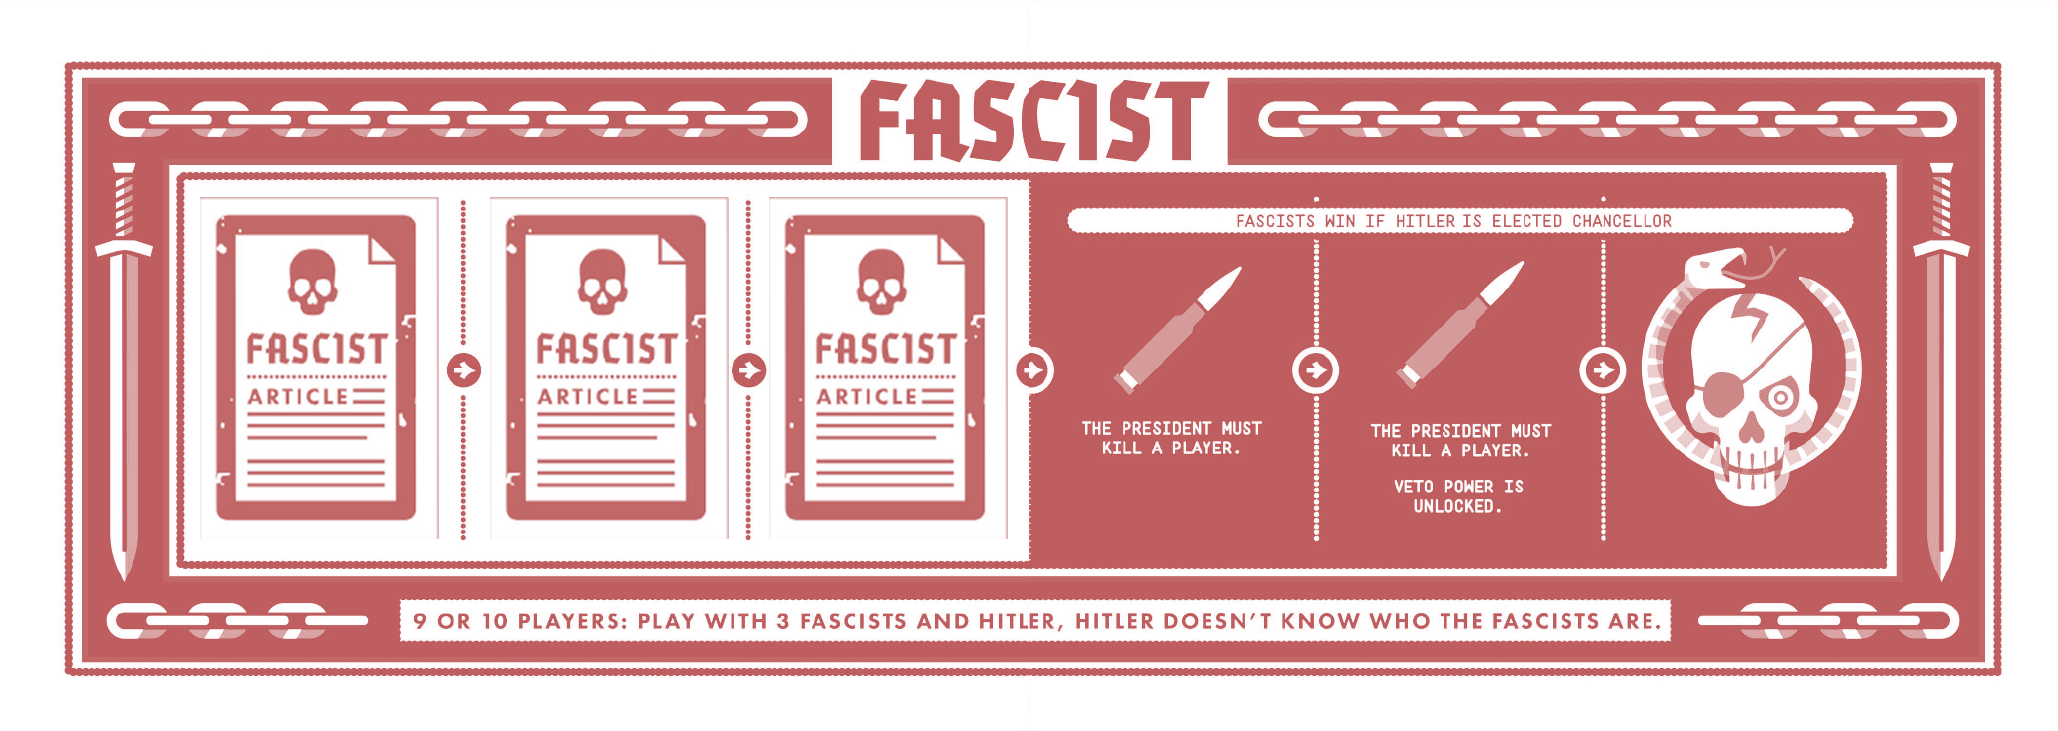 FASCIST
FASCISTS WIN IF HITLER IS ELECTED CHANCELLOR
FASCIST
ARTICLE
FASCIST
ARTICLE
FASCIST
ARTICLE
THE PRESIDENT MUST
KILL A PLAYER.
THE PRESIDENT MUST
KILL A PLAYER.
VETO POWER IS
UNLOCKED.
9 OR 10 PLAYERS: PLAY WITH 3 FASCISTS AND HITLER, HITLER DOESN'T KNOW WHO THE FASCISTS ARE.